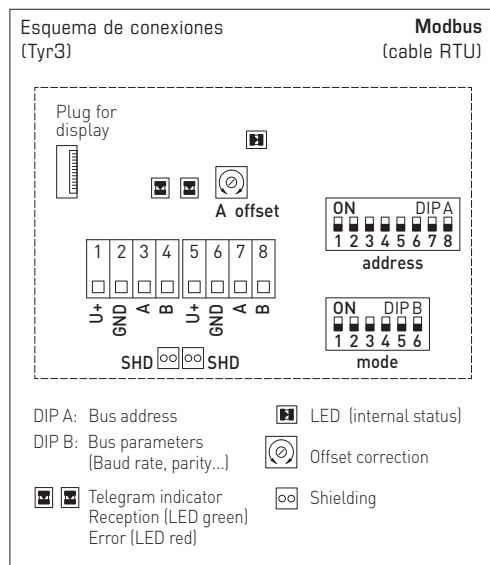 Esquema de conexiones
(Tyr3)
Modbus
(cable RTU)
Plug for
display
A offset
ON DIP A
1 2 3 4 5 6 7 8
address
1 2 3 4 5 6 7 8
U+ GND A B U+ GND A B
ON DIP B
1 2 3 4 5 6
mode
SHD SHD
DIP A: Bus address
DIP B: Bus parameters
(Baud rate, parity...)
Telegram indicator
Reception (LED green)
Error (LED red)
LED (internal status)
Offset correction
Shielding